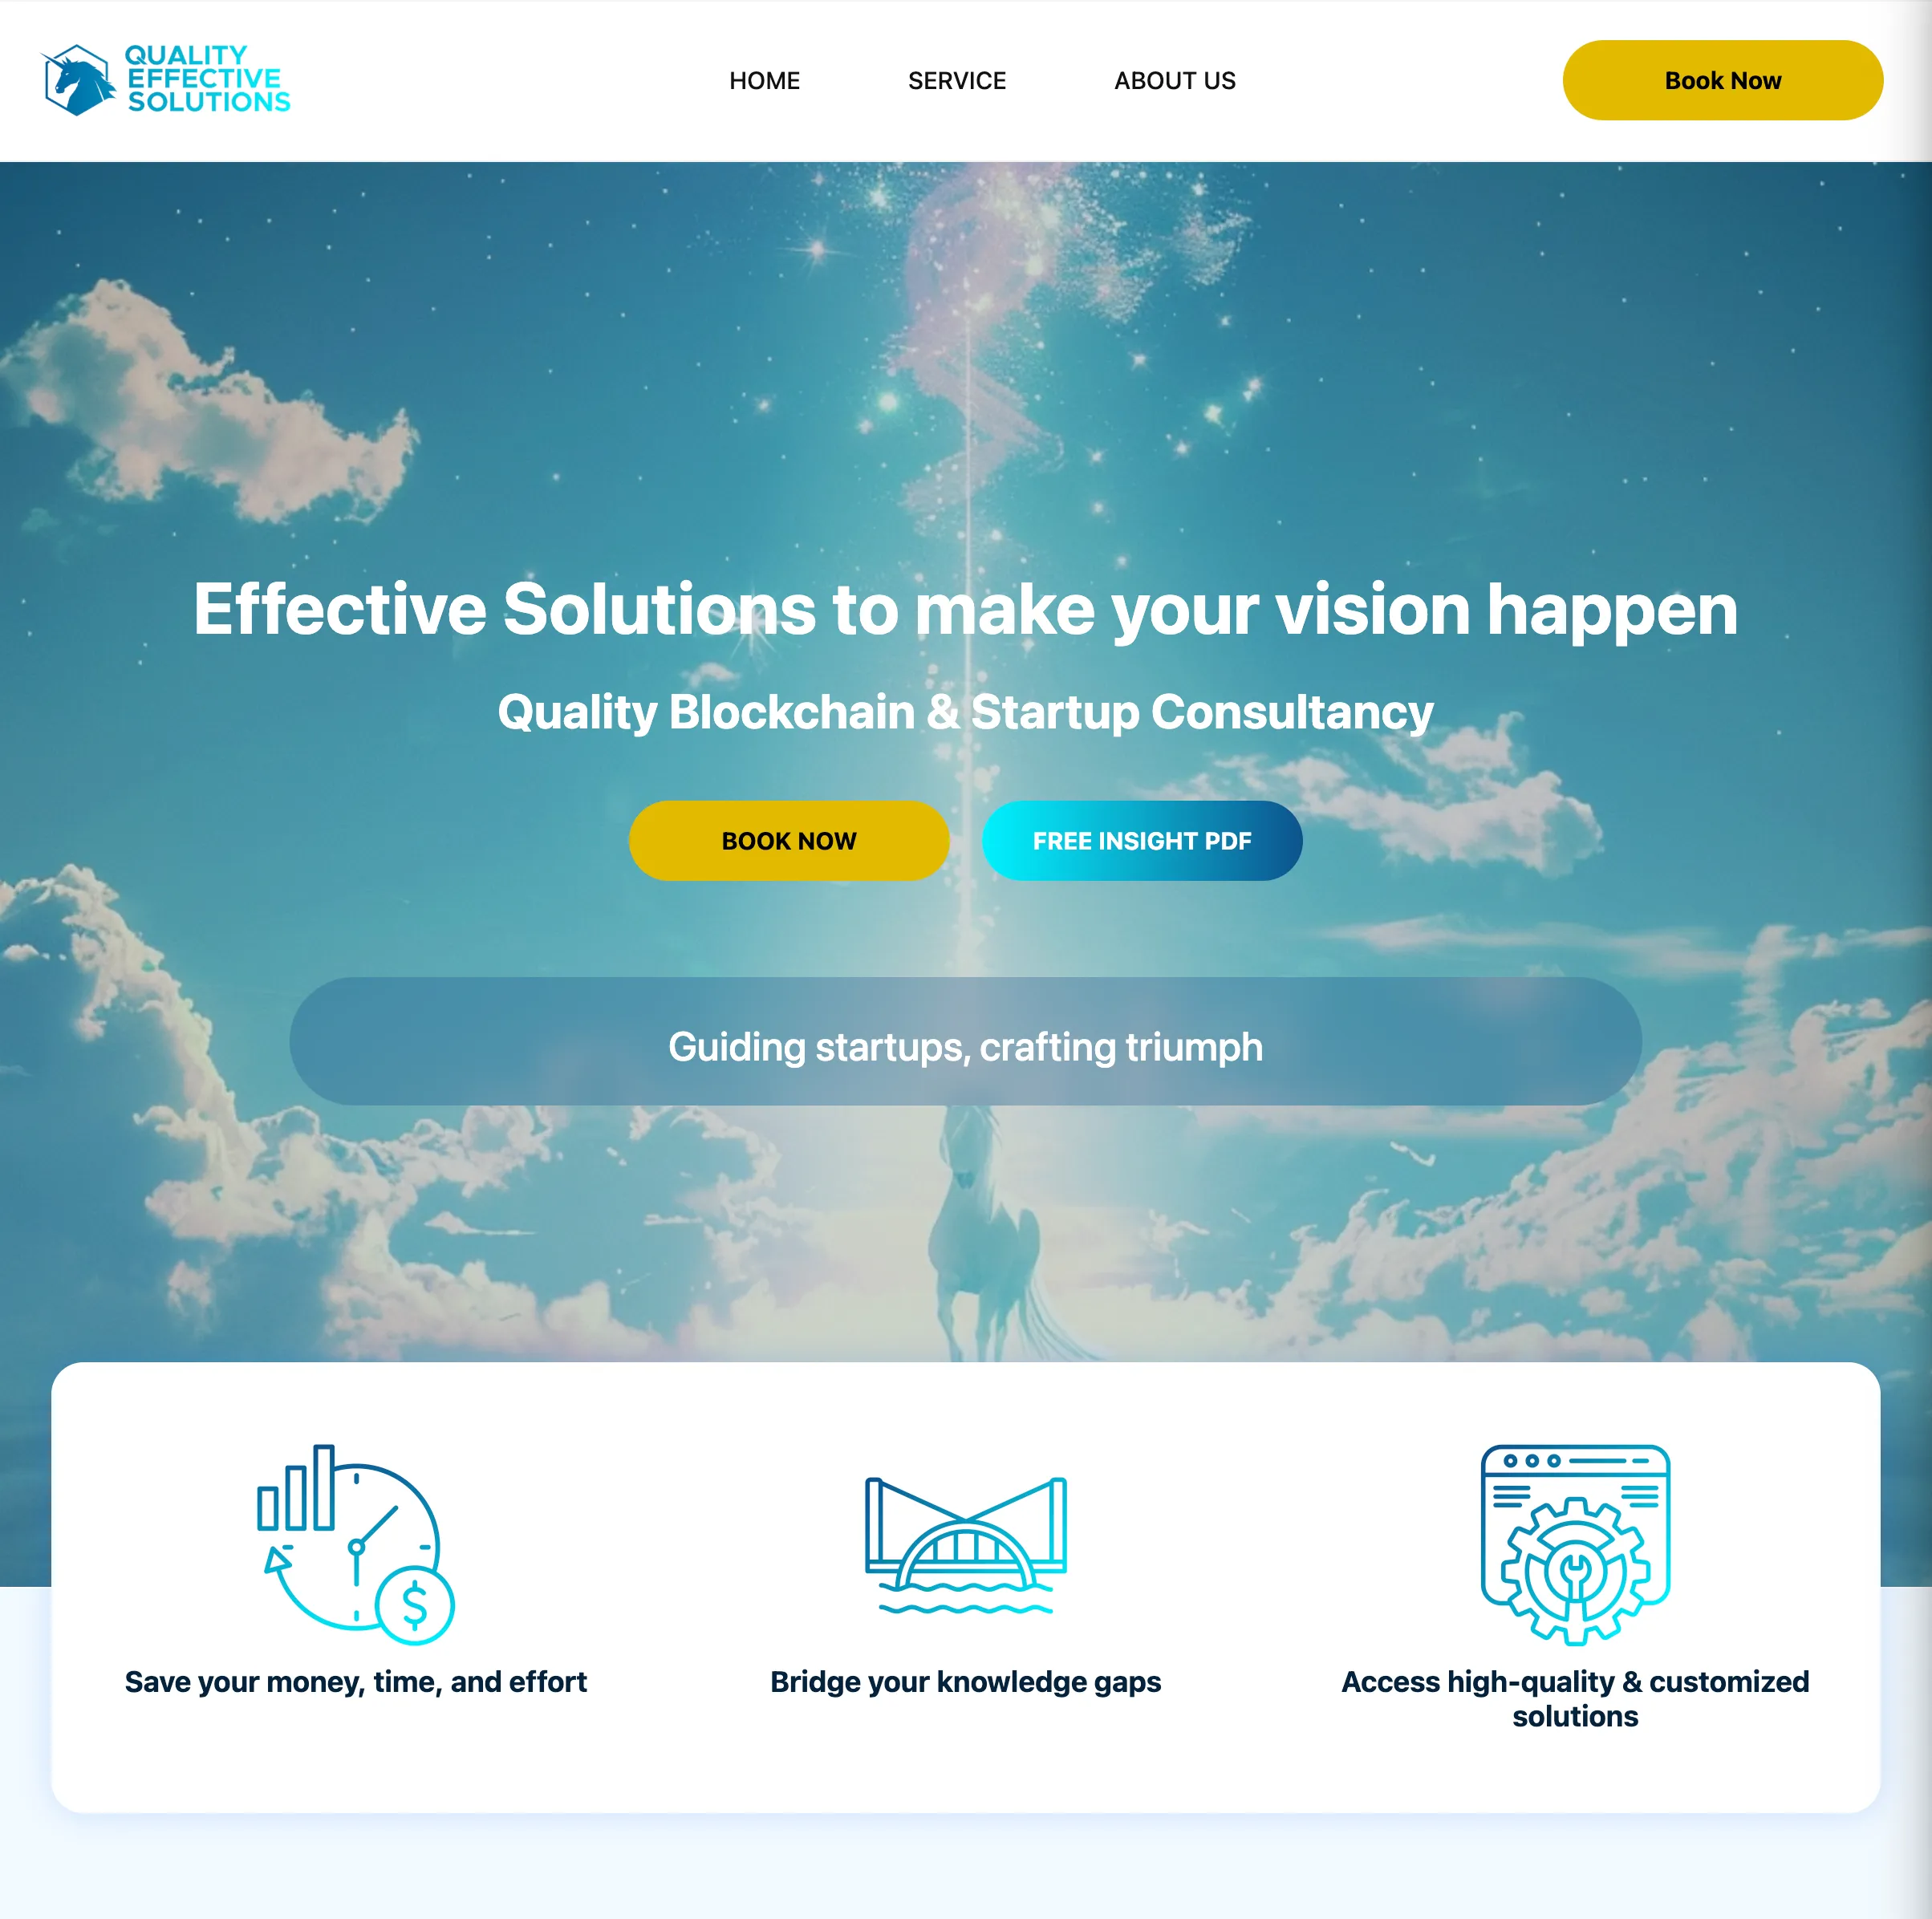 QUALITY
EFFECTIVE
SOLUTIONS
HOME
SERVICE
ABOUT US
Book Now
Effective Solutions to make your vision happen
Quality Blockchain & Startup Consultancy
BOOK NOW
FREE INSIGHT PDF
Guiding startups, crafting triumph
$
Save your money, time, and effort
Bridge your knowledge gaps
Access high-quality & customized
solutions